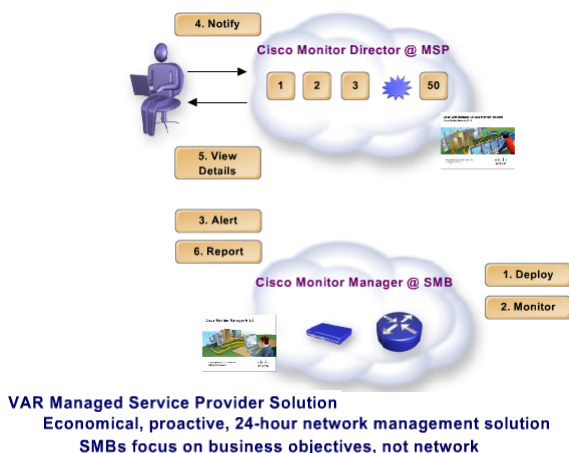 4. Notify
Cisco Monitor Director @ MSP
1 2 3 50
5. View
Details
3. Alert
6. Report
Cisco Monitor Manager @ SMB
1. Deploy
2. Monitor
VAR Managed Service Provider Solution
Economical, proactive, 24-hour network management solution
SMBs focus on business objectives, not network